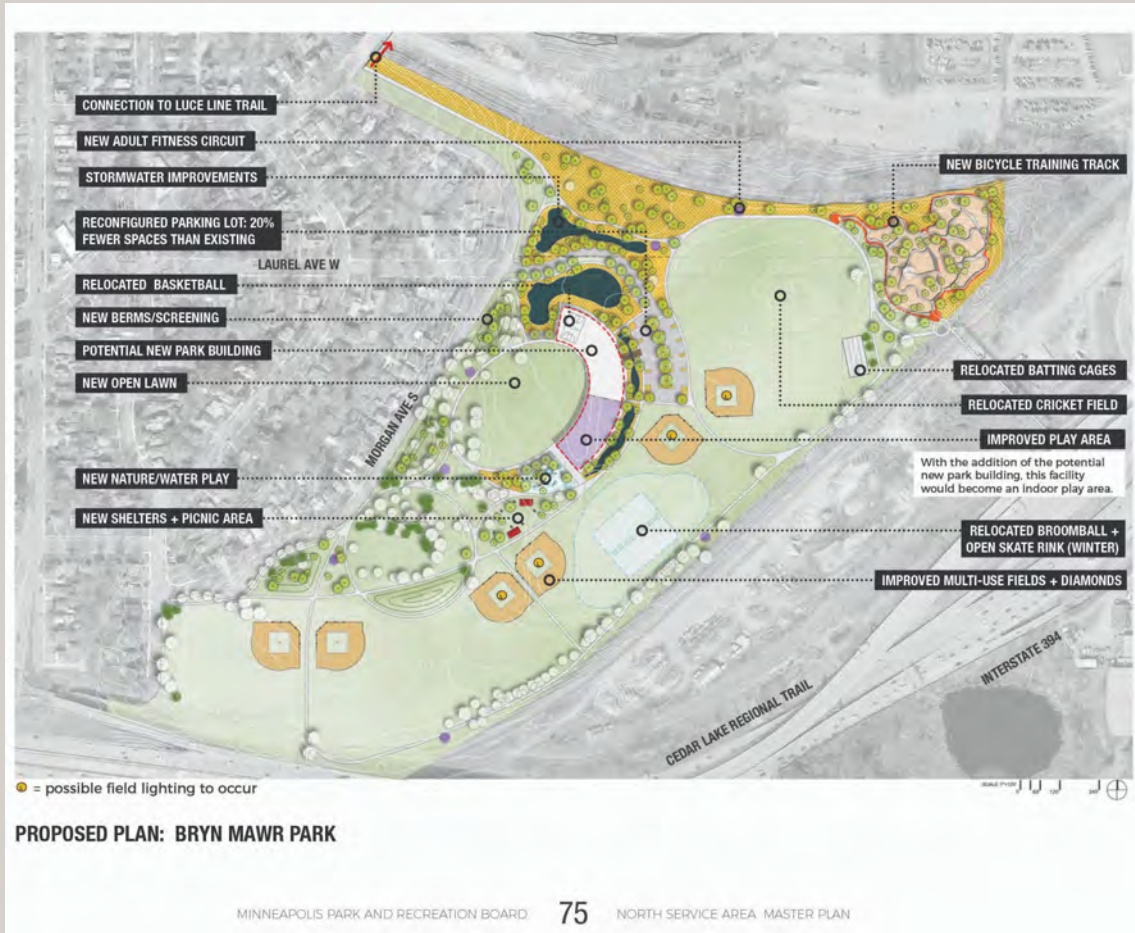 CONNECTION TO LUCE LINE TRAIL
NEW ADULT FITNESS CIRCUIT
STORMWATER IMPROVEMENTS
RECONFIGURED PARKING LOT: 20%
FEWER SPACES THAN EXISTING
LAUREL AVE W
RELOCATED BASKETBALL
NEW BERMS/SCREENING
POTENTIAL NEW PARK BUILDING
NEW OPEN LAWN
MORGAN AVE S
NEW NATURE/WATER PLAY
NEW SHELTERS + PICNIC AREA
NEW BICYCLE TRAINING TRACK
RELOCATED BATTING CAGES
RELOCATED CRICKET FIELD
IMPROVED PLAY AREA
With the addition of the potential
new park building, this facility
would become an indoor play area.
RELOCATED BROOMBALL +
OPEN SKATE RINK (WINTER)
IMPROVED MULTI-USE FIELDS + DIAMONDS
CEDAR LAKE REGIONAL TRAIL
INTERSTATE 394
= possible field lighting to occur
PROPOSED PLAN: BRYN MAWR PARK
MINNEAPOLIS PARK AND RECREATION BOARD 75 NORTH SERVICE AREA MASTER PLAN